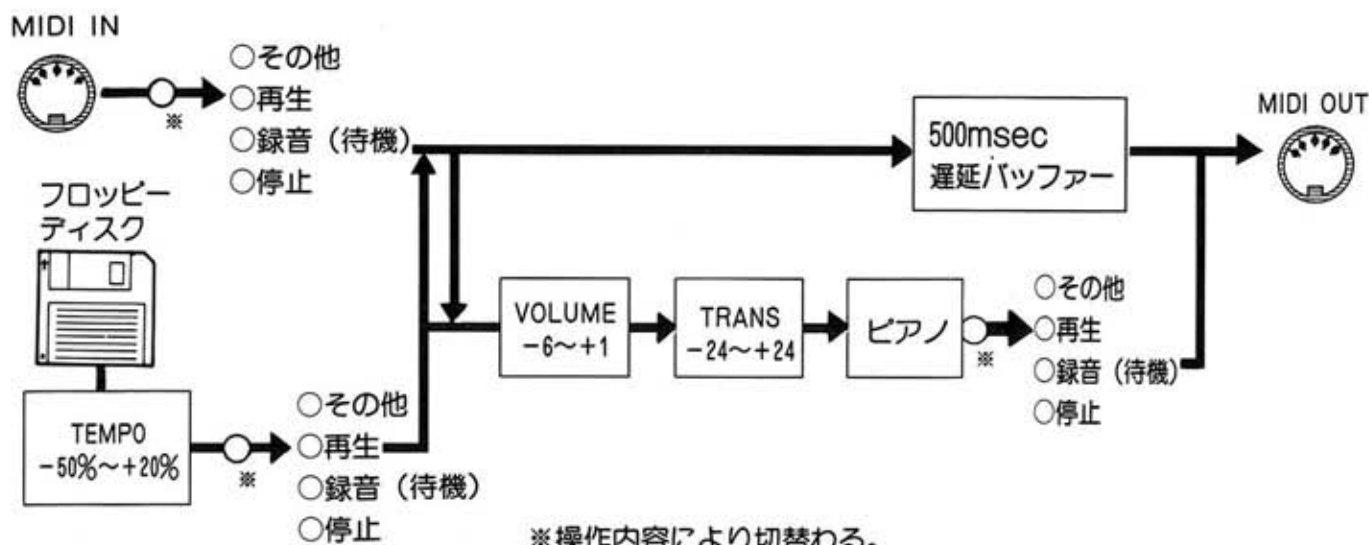 MIDI IN
○その他
○再生
※
○録音（待機）
○停止
500msec
遅延バッファー
MIDI OUT
フロッピー
ディスク
VOLUME
−6〜+1
TRANS
−24〜+24
ピアノ
※
○その他
○再生
○録音（待機）
○停止
TEMPO
−50%〜+20%
※
○その他
○再生
○録音（待機）
○停止
※操作内容により切替わる。